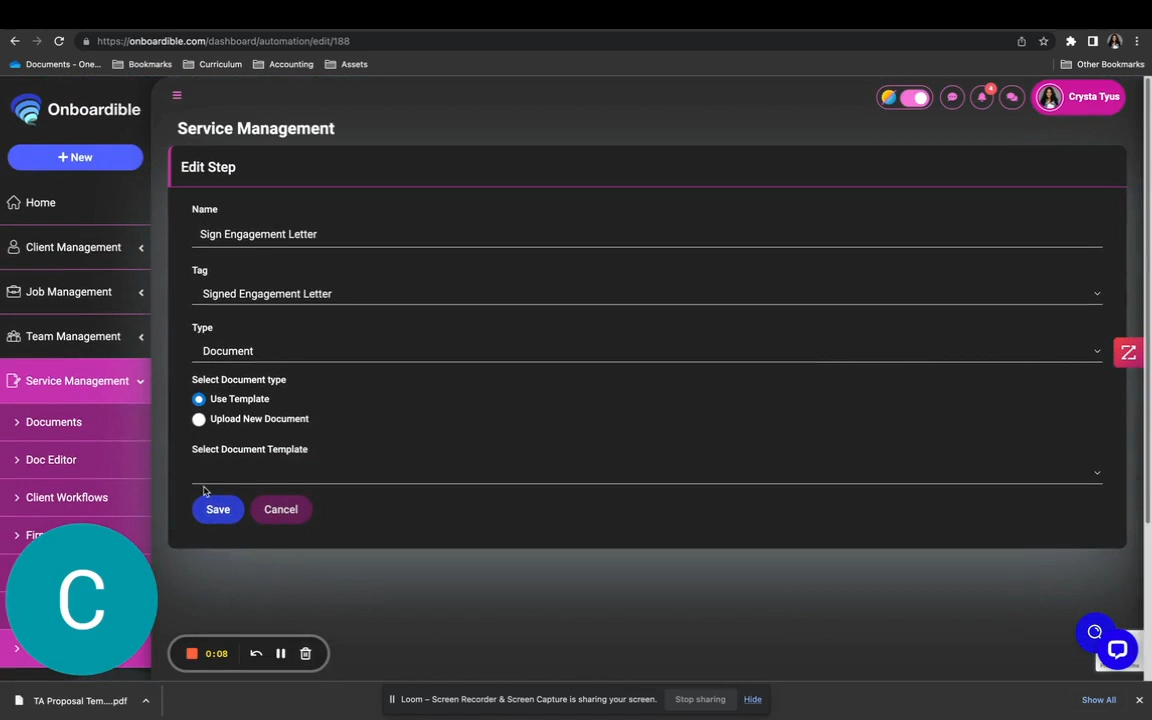 https://onboardible.com/dashboard/automation/edit/188
Documents - One...
Bookmarks
Curriculum
Accounting
Assets
Other Bookmarks
Onboardible
4
Crysta Tyus
Service Management
+ New
Edit Step
Home
Name
Sign Engagement Letter
Client Management
Tag
Signed Engagement Letter
Job Management
Type
Team Management
Document
Z
Service Management
Select Document type
Use Template
Upload New Document
Documents
Select Document Template
Doc Editor
Client Workflows
Save
Cancel
C
0:08
TA Proposal Tem....pdf
Loom – Screen Recorder & Screen Capture is sharing your screen.
Stop sharing
Hide
Show All